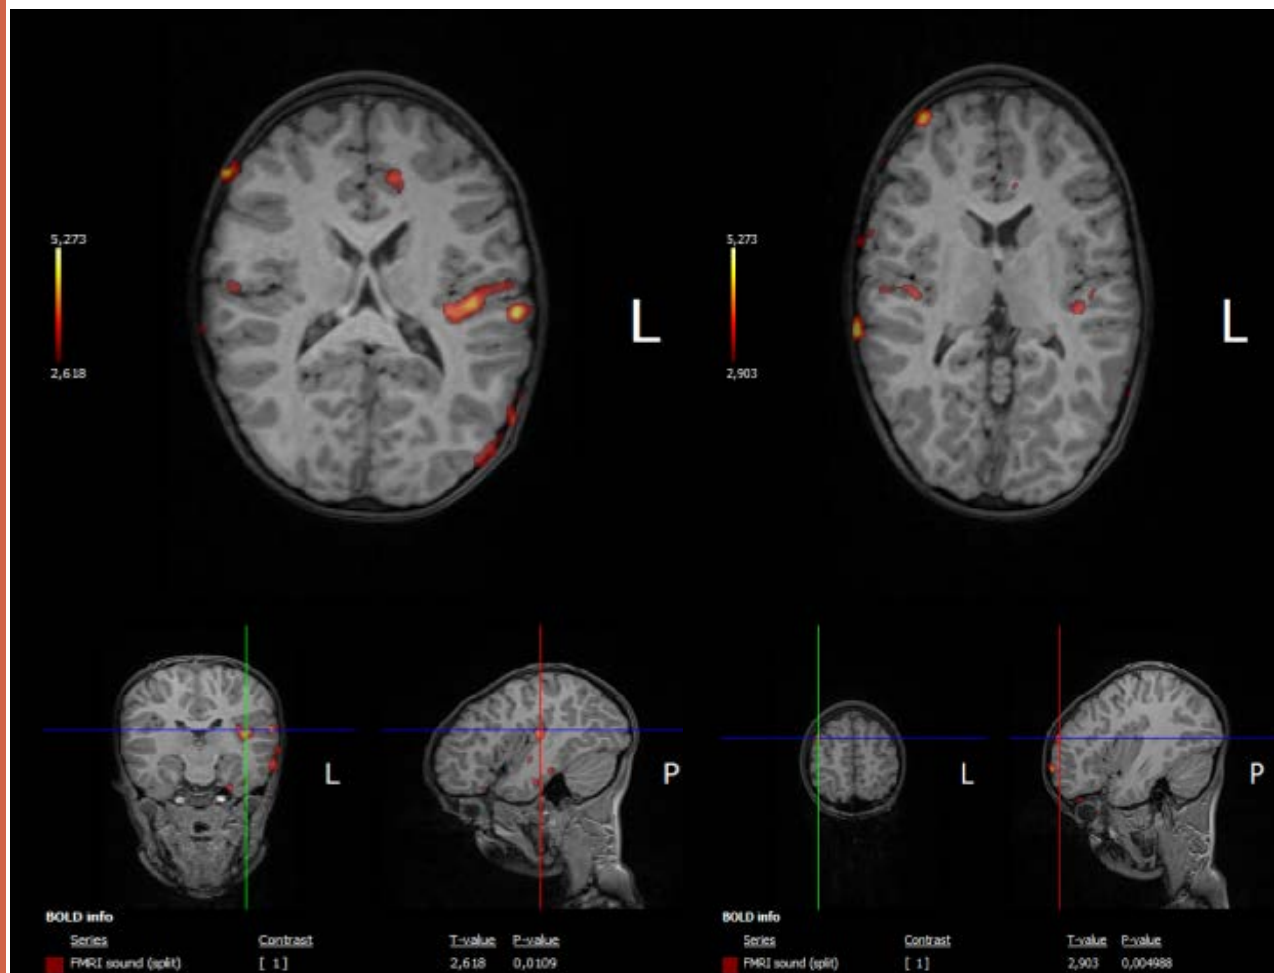 5,273
2,618
L
5,273
2,903
L
L
P
L
P
BOLD info
Series Contrast T-value P-value
FMRI sound (split) [ 1] 2,618 0,0109
BOLD info
Series Contrast T-value P-value
FMRI sound (split) [ 1] 2,903 0,004988